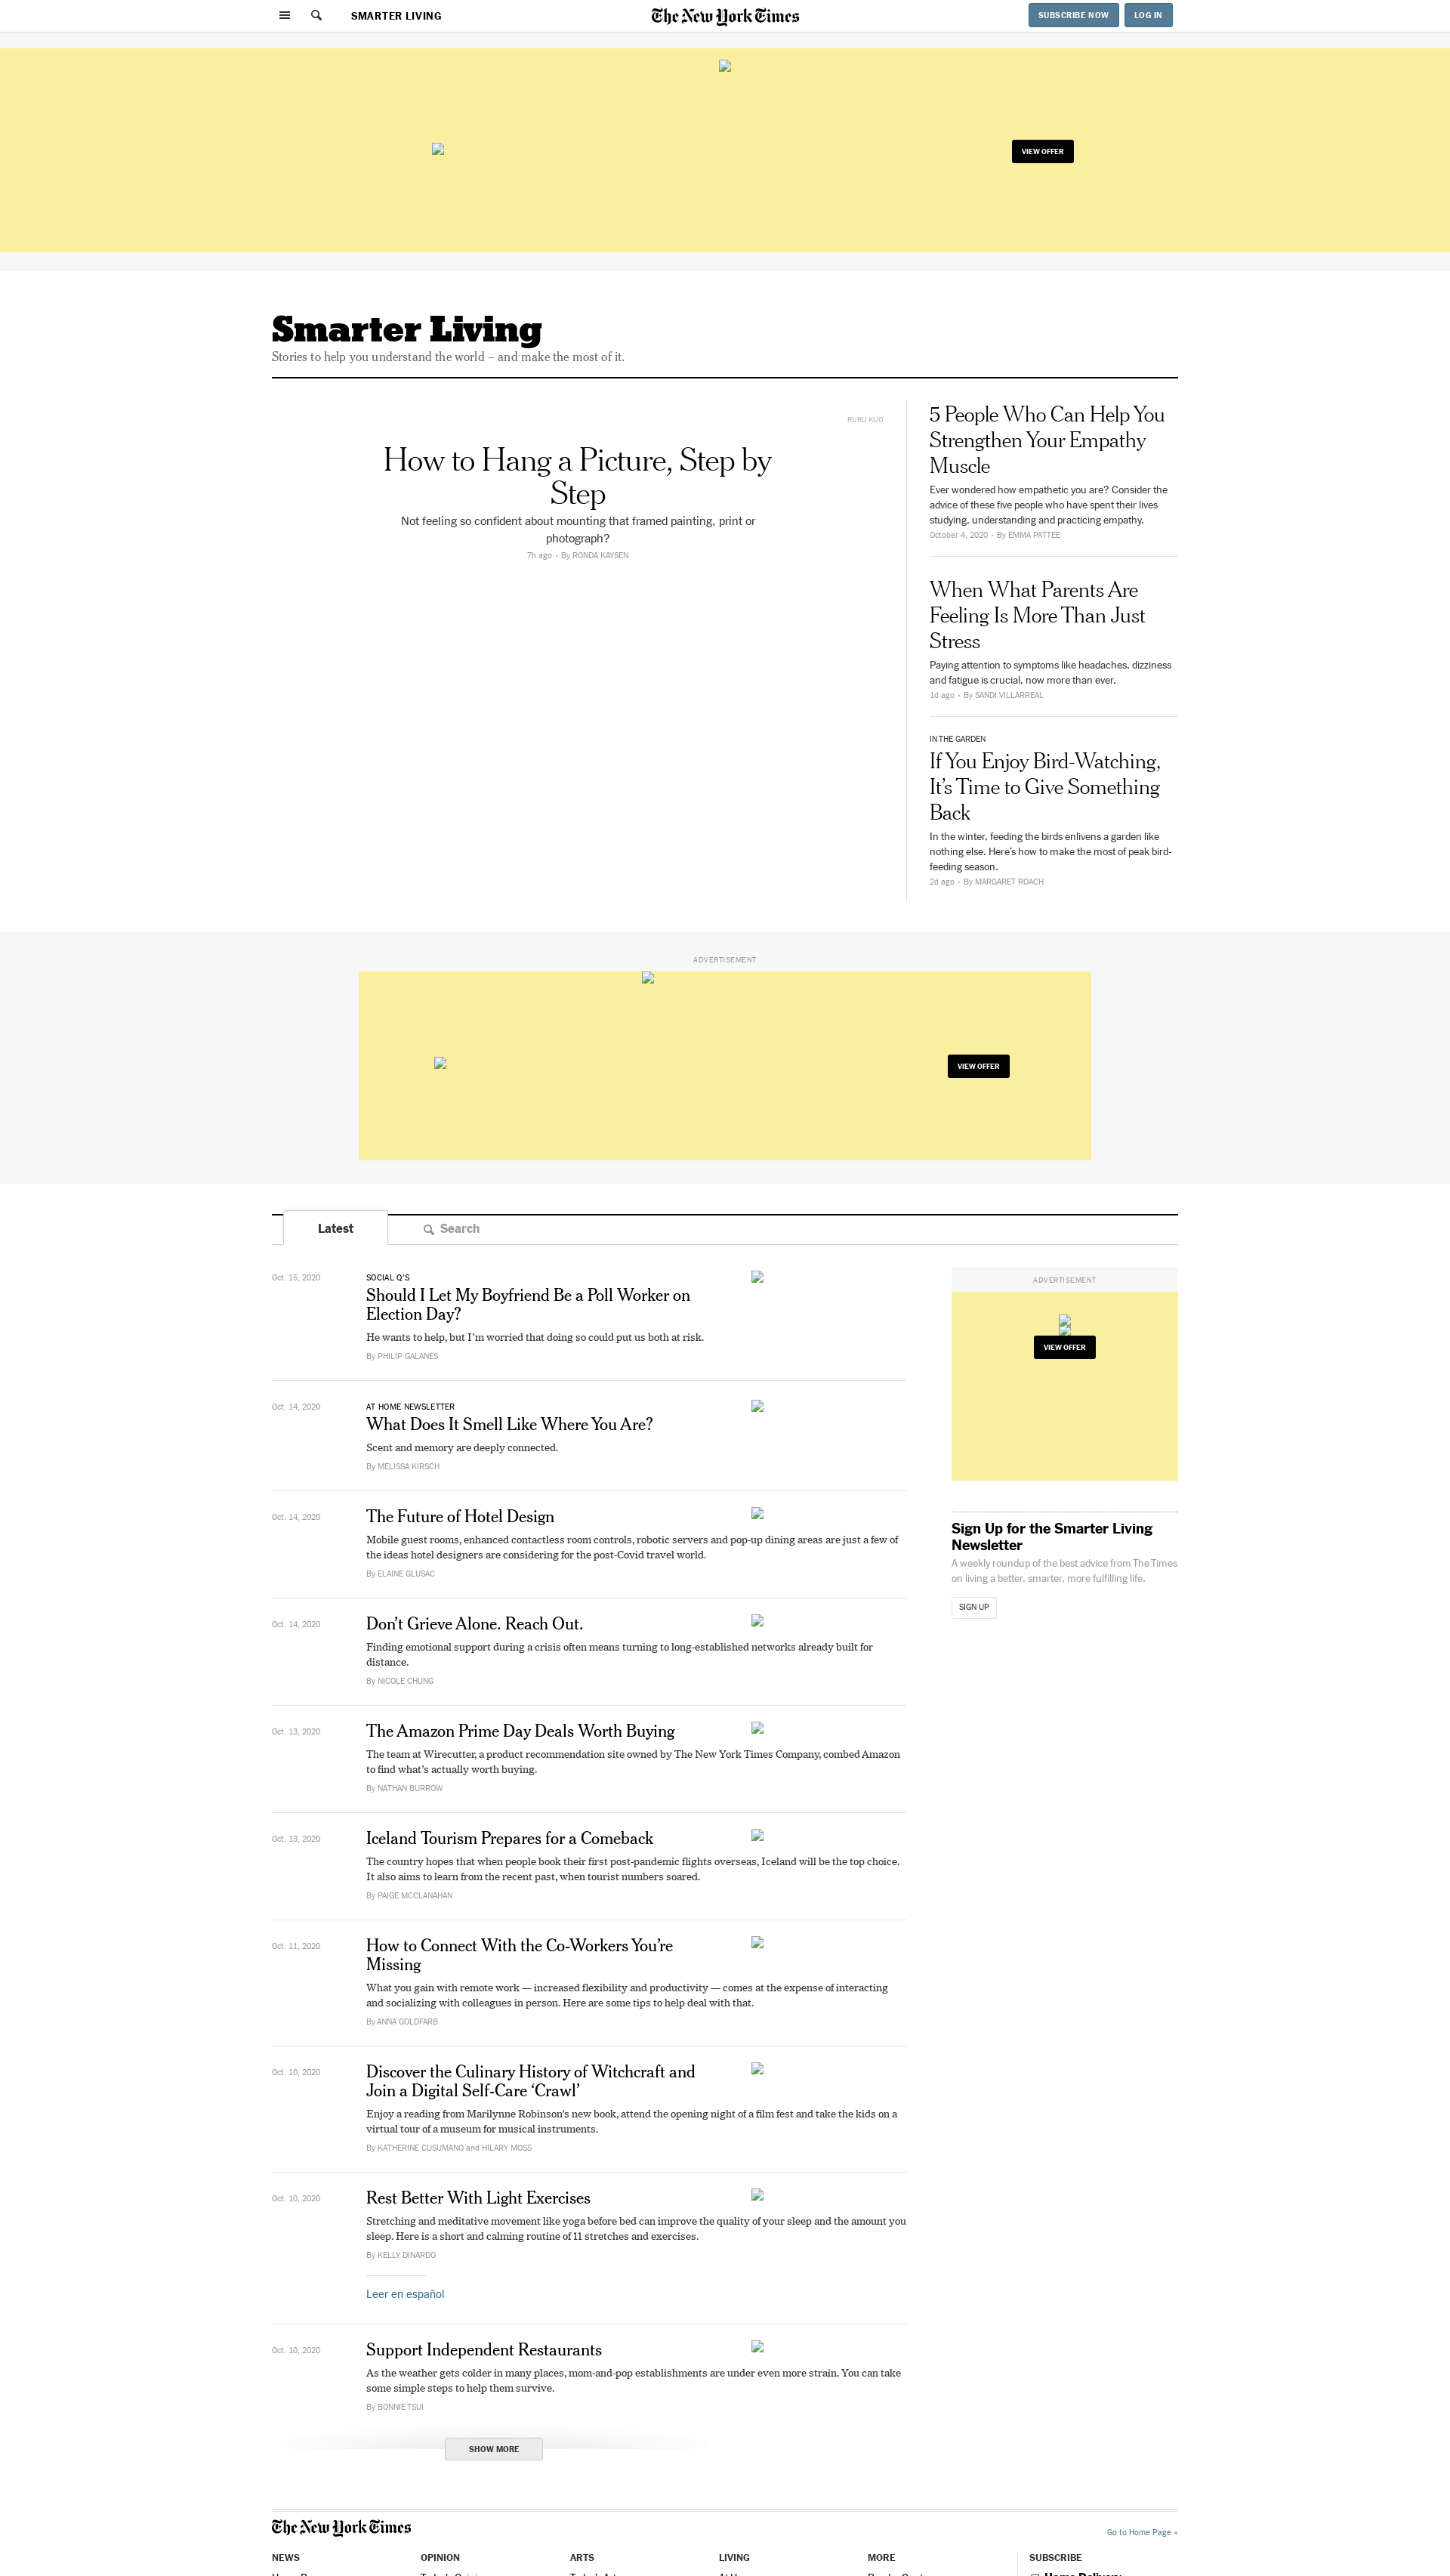 SMARTER LIVING
The New York Times
SUBSCRIBE NOW
LOG IN
VIEW OFFER
Smarter Living
Stories to help you understand the world – and make the most of it.
RURU KUO
How to Hang a Picture, Step by
Step
Not feeling so confident about mounting that framed painting, print or
photograph?
7h ago • By RONDA KAYSEN
5 People Who Can Help You
Strengthen Your Empathy
Muscle
Ever wondered how empathetic you are? Consider the
advice of these five people who have spent their lives
studying, understanding and practicing empathy.
October 4, 2020 • By EMMA PATTEE
When What Parents Are
Feeling Is More Than Just
Stress
Paying attention to symptoms like headaches, dizziness
and fatigue is crucial, now more than ever.
1d ago • By SANDI VILLARREAL
IN THE GARDEN
If You Enjoy Bird-Watching,
It’s Time to Give Something
Back
In the winter, feeding the birds enlivens a garden like
nothing else. Here’s how to make the most of peak bird-
feeding season.
2d ago • By MARGARET ROACH
ADVERTISEMENT
VIEW OFFER
Latest
Search
Oct. 15, 2020
SOCIAL Q’S
Should I Let My Boyfriend Be a Poll Worker on
Election Day?
He wants to help, but I’m worried that doing so could put us both at risk.
By PHILIP GALANES
Oct. 14, 2020
AT HOME NEWSLETTER
What Does It Smell Like Where You Are?
Scent and memory are deeply connected.
By MELISSA KIRSCH
Oct. 14, 2020
The Future of Hotel Design
Mobile guest rooms, enhanced contactless room controls, robotic servers and pop-up dining areas are just a few of
the ideas hotel designers are considering for the post-Covid travel world.
By ELAINE GLUSAC
Oct. 14, 2020
Don’t Grieve Alone. Reach Out.
Finding emotional support during a crisis often means turning to long-established networks already built for
distance.
By NICOLE CHUNG
Oct. 13, 2020
The Amazon Prime Day Deals Worth Buying
The team at Wirecutter, a product recommendation site owned by The New York Times Company, combed Amazon
to find what’s actually worth buying.
By NATHAN BURROW
Oct. 13, 2020
Iceland Tourism Prepares for a Comeback
The country hopes that when people book their first post-pandemic flights overseas, Iceland will be the top choice.
It also aims to learn from the recent past, when tourist numbers soared.
By PAIGE MCCLANAHAN
Oct. 11, 2020
How to Connect With the Co-Workers You’re
Missing
What you gain with remote work — increased flexibility and productivity — comes at the expense of interacting
and socializing with colleagues in person. Here are some tips to help deal with that.
By ANNA GOLDFARB
Oct. 10, 2020
Discover the Culinary History of Witchcraft and
Join a Digital Self-Care ‘Crawl’
Enjoy a reading from Marilynne Robinson’s new book, attend the opening night of a film fest and take the kids on a
virtual tour of a museum for musical instruments.
By KATHERINE CUSUMANO and HILARY MOSS
Oct. 10, 2020
Rest Better With Light Exercises
Stretching and meditative movement like yoga before bed can improve the quality of your sleep and the amount you
sleep. Here is a short and calming routine of 11 stretches and exercises.
By KELLY DINARDO
Leer en español
Oct. 10, 2020
Support Independent Restaurants
As the weather gets colder in many places, mom-and-pop establishments are under even more strain. You can take
some simple steps to help them survive.
By BONNIE TSUI
SHOW MORE
ADVERTISEMENT
VIEW OFFER
Sign Up for the Smarter Living
Newsletter
A weekly roundup of the best advice from The Times
on living a better, smarter, more fulfilling life.
SIGN UP
The New York Times
Go to Home Page »
NEWS
OPINION
ARTS
LIVING
MORE
SUBSCRIBE